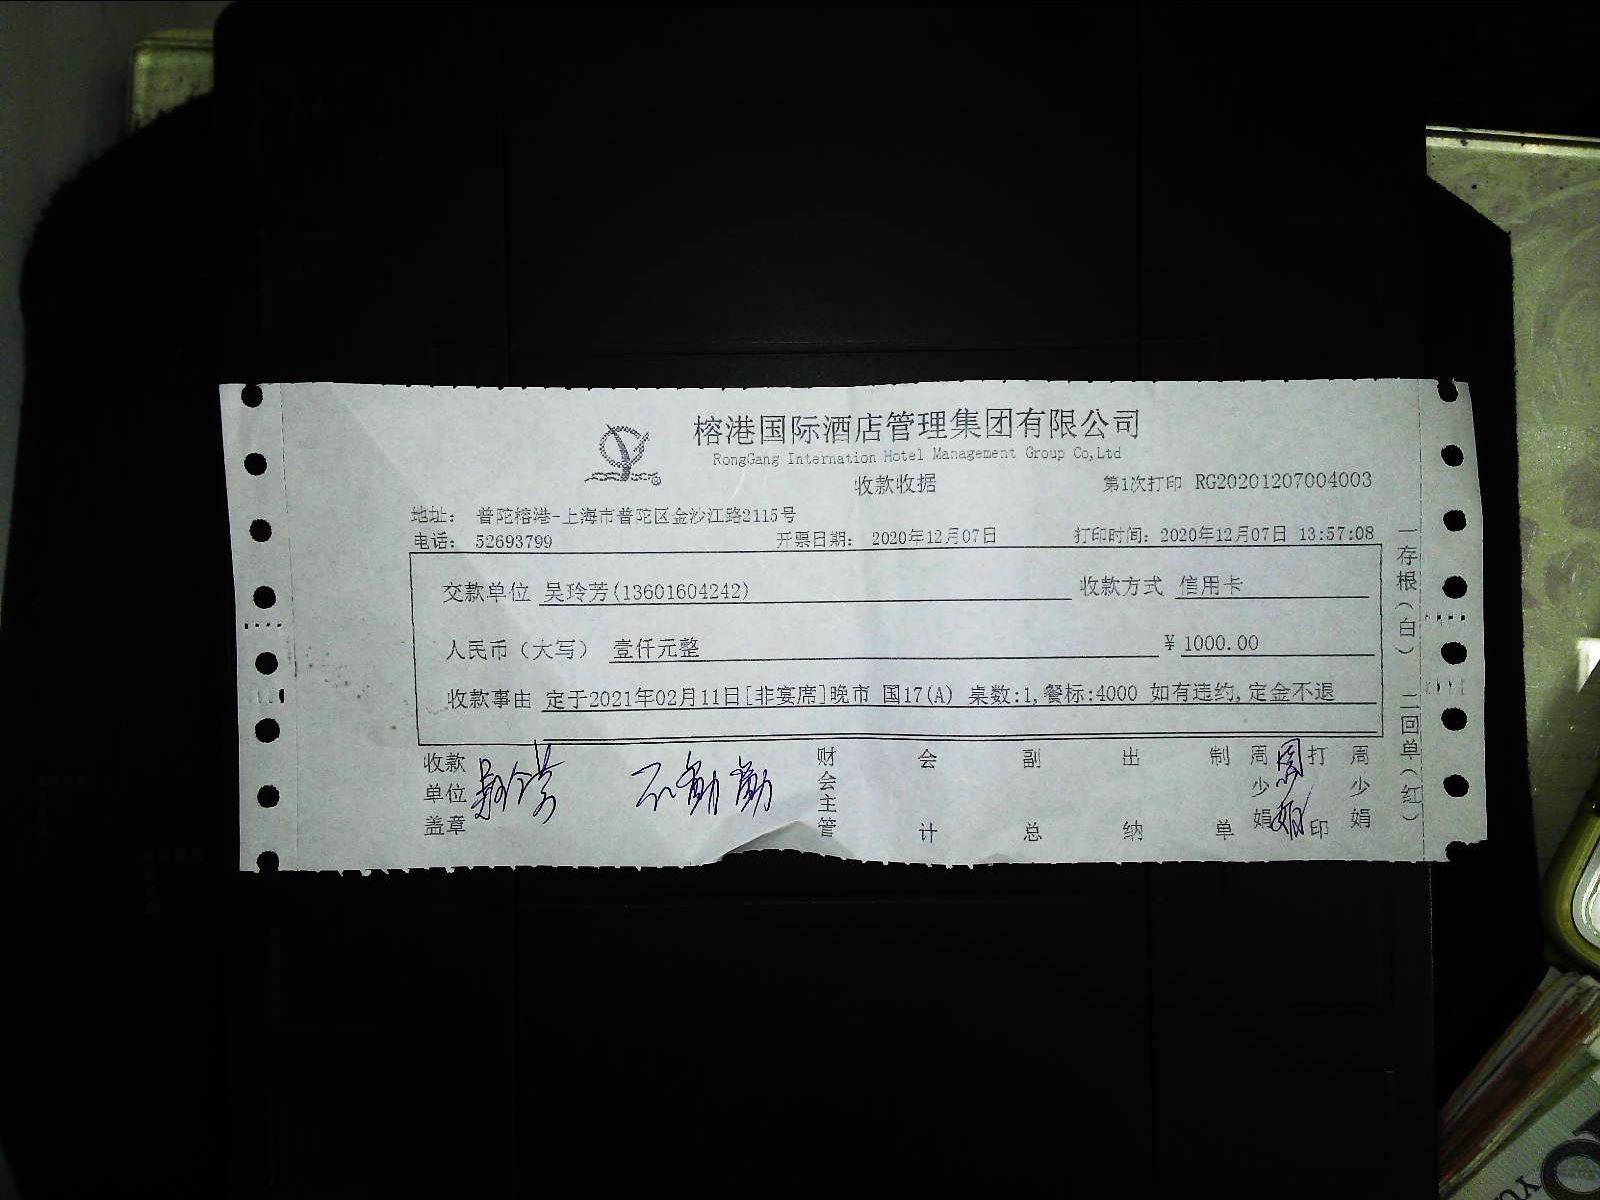 榕港国际酒店管理集团有限公司
RongGang Internation Hotel Management Group Co,Ltd
收款收据
第1次打印 RG20201207004003
地址: 普陀榕港-上海市普陀区金沙江路2115号
电话: 52693799 开票日期: 2020年12月07日 打印时间: 2020年12月07日 13:57:08
交款单位 吴玲芳(13601604242) 收款方式 信用卡
人民币(大写) 壹仟元整 ¥ 1000.00
收款事由 定于2021年02月11日[非宴席]晚市 国17(A) 桌数:1,餐标:4000 如有违约,定金不退
收款单位盖章 财会主管 会计 副总 出纳 制单 周少娟 周少娟 打印 周少娟
一存根(白) 二回单(红)